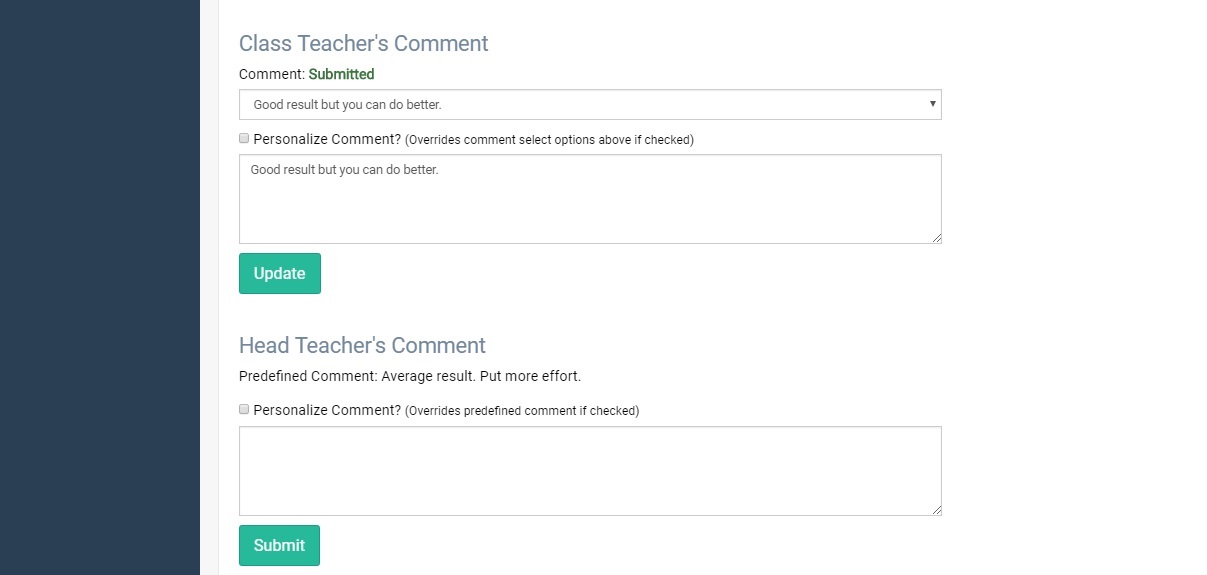 Class Teacher's Comment
Comment: Submitted
Good result but you can do better.
Personalize Comment? (Overrides comment select options above if checked)
Good result but you can do better.
Update
Head Teacher's Comment
Predefined Comment: Average result. Put more effort.
Personalize Comment? (Overrides predefined comment if checked)
Submit